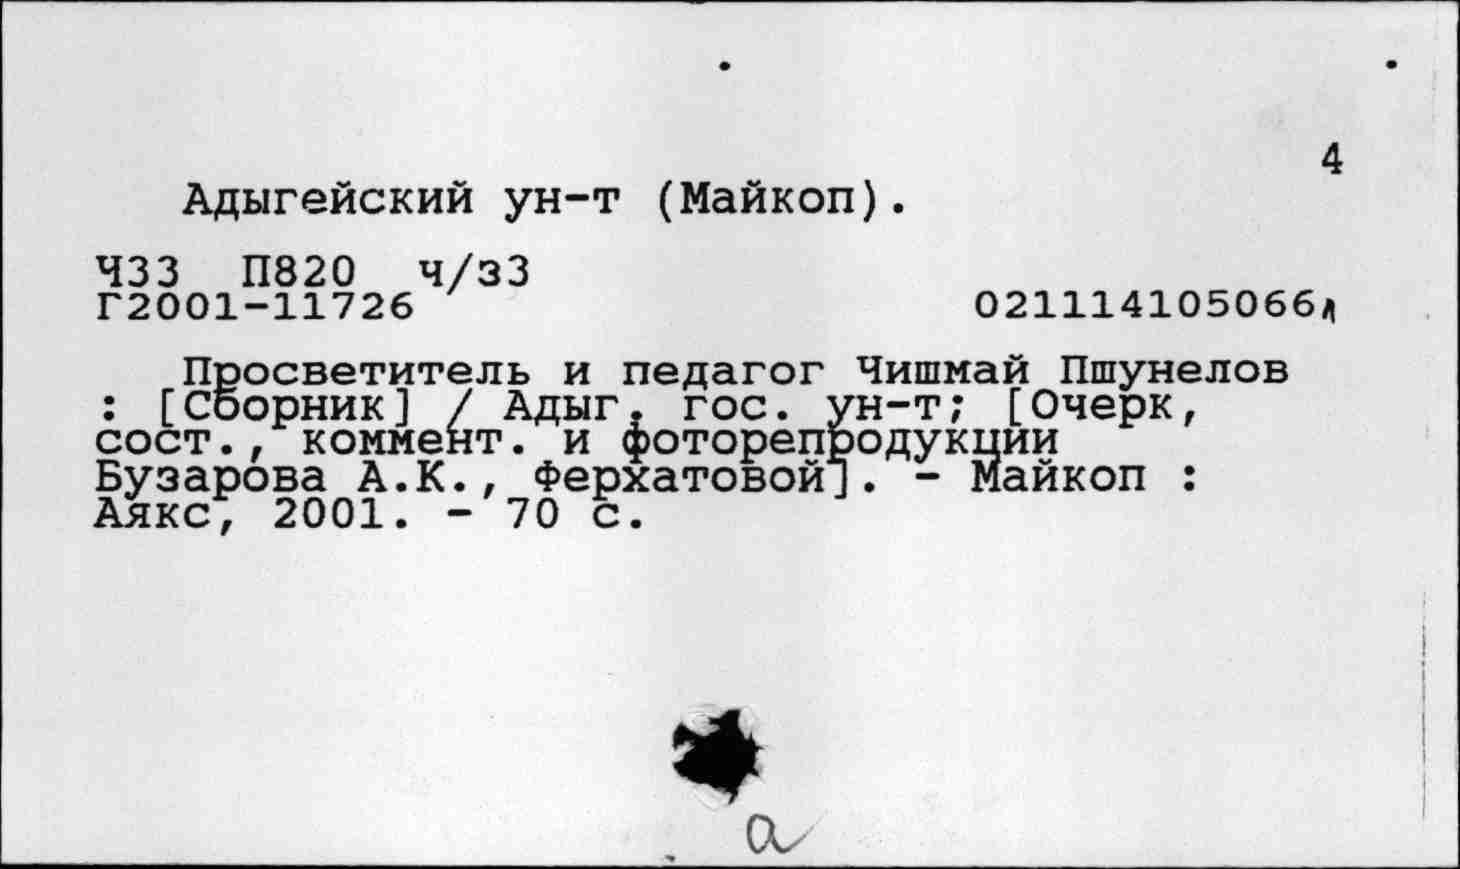 4
Адыгейский ун-т (Майкоп).
Ч33 П820 ч/з3
Г2001-11726 021114105066д
Просветитель и педагог Чишмай Пшунелов
: [Сборник] / Адыг. гос. ун-т; [Очерк,
сост., коммент. и фоторепродукции
Бузарова А.К., Ферхатовой]. - Майкоп :
Аякс, 2001. - 70 с.
а